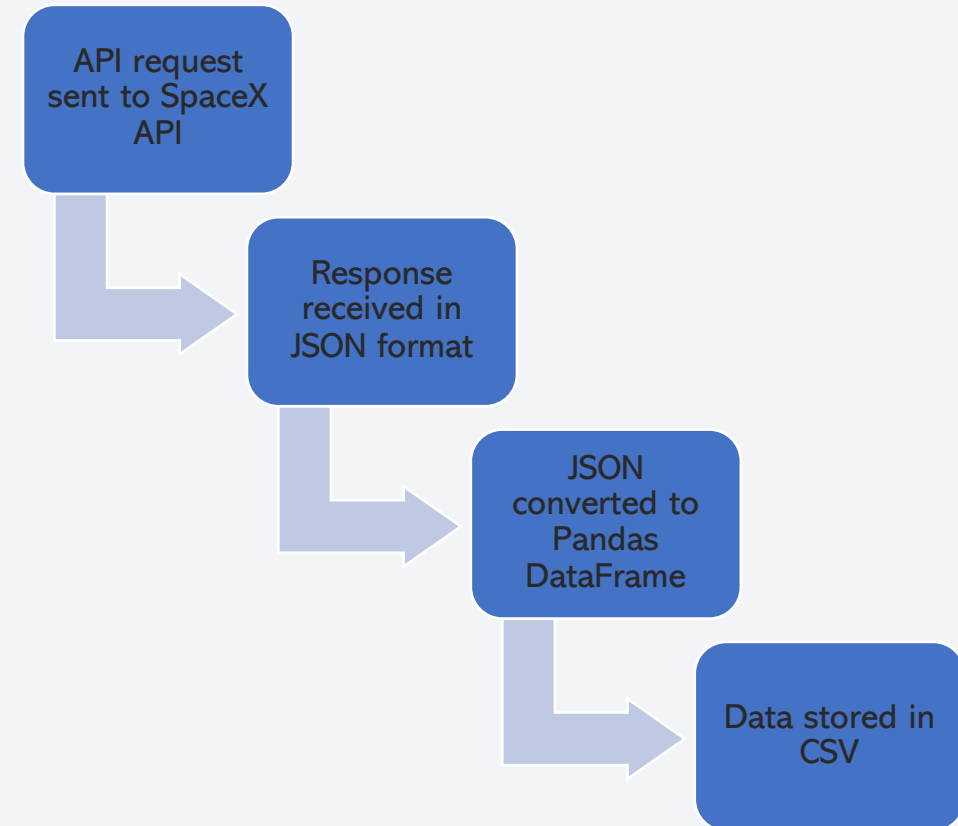 API request
sent to SpaceX
API
Response
received in
JSON format
JSON
converted to
Pandas
DataFrame
Data stored in
CSV